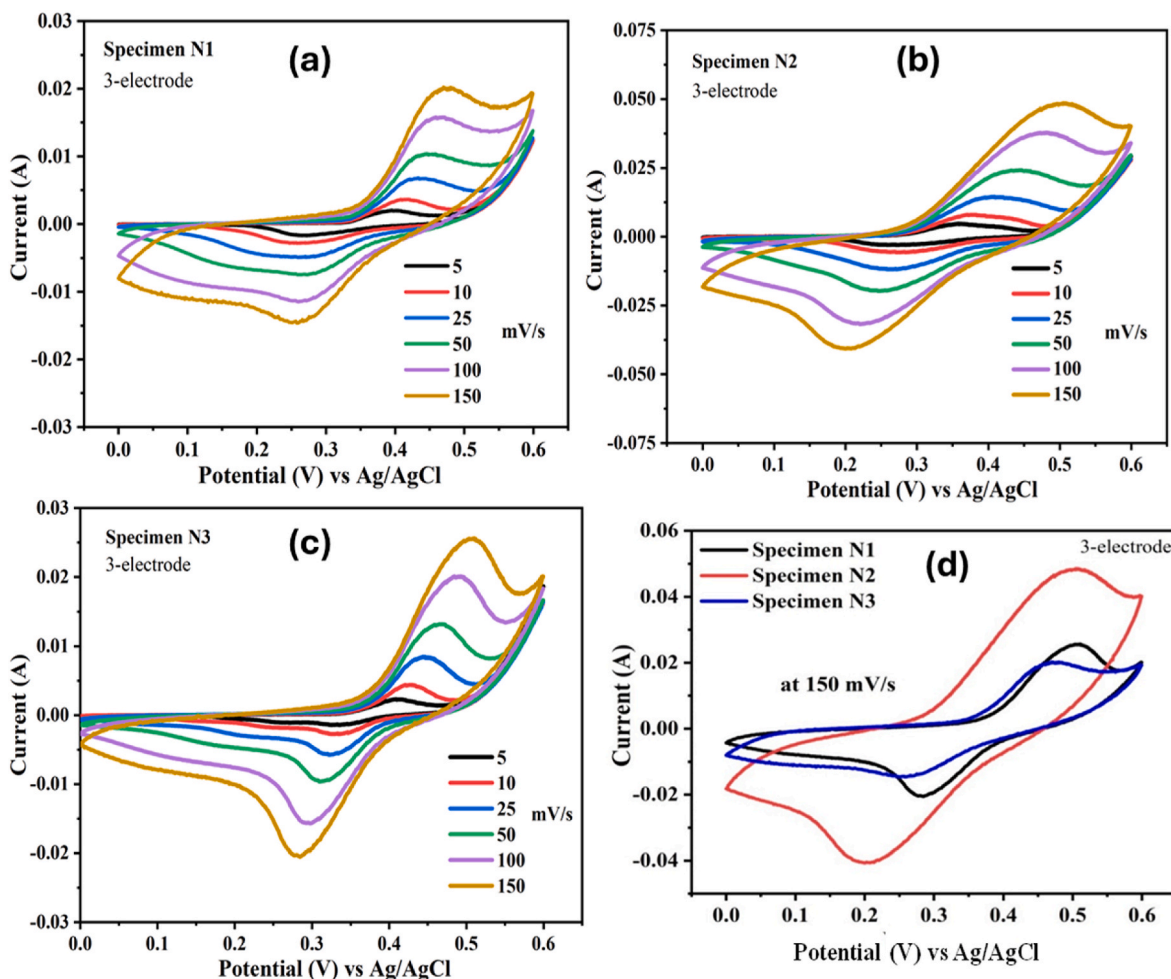 Specimen N1
3-electrode
(a)
0.03
0.02
0.01
0.00
-0.01
-0.02
-0.03
Current (A)
5
10
25
50
100
150
mV/s
0.0 0.1 0.2 0.3 0.4 0.5 0.6
Potential (V) vs Ag/AgCl
Specimen N2
3-electrode
(b)
0.075
0.050
0.025
0.000
-0.025
-0.050
-0.075
Current (A)
5
10
25
50
100
150
mV/s
0.0 0.1 0.2 0.3 0.4 0.5 0.6
Potential (V) vs Ag/AgCl
Specimen N3
3-electrode
(c)
0.03
0.02
0.01
0.00
-0.01
-0.02
-0.03
Current (A)
5
10
25
50
100
150
mV/s
0.0 0.1 0.2 0.3 0.4 0.5 0.6
Potential (V) vs Ag/AgCl
Specimen N1
Specimen N2
Specimen N3
3-electrode
(d)
at 150 mV/s
0.06
0.04
0.02
0.00
-0.02
-0.04
Current (A)
0.0 0.1 0.2 0.3 0.4 0.5 0.6
Potential (V) vs Ag/AgCl